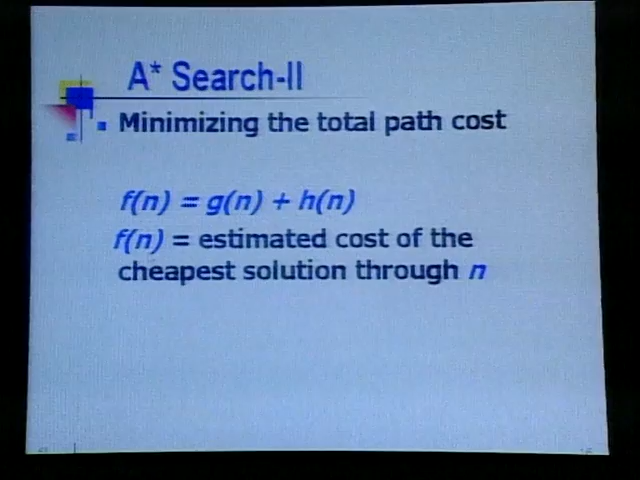 A* Search-II
Minimizing the total path cost
f(n) = g(n) + h(n)
f(n) = estimated cost of the
cheapest solution through n